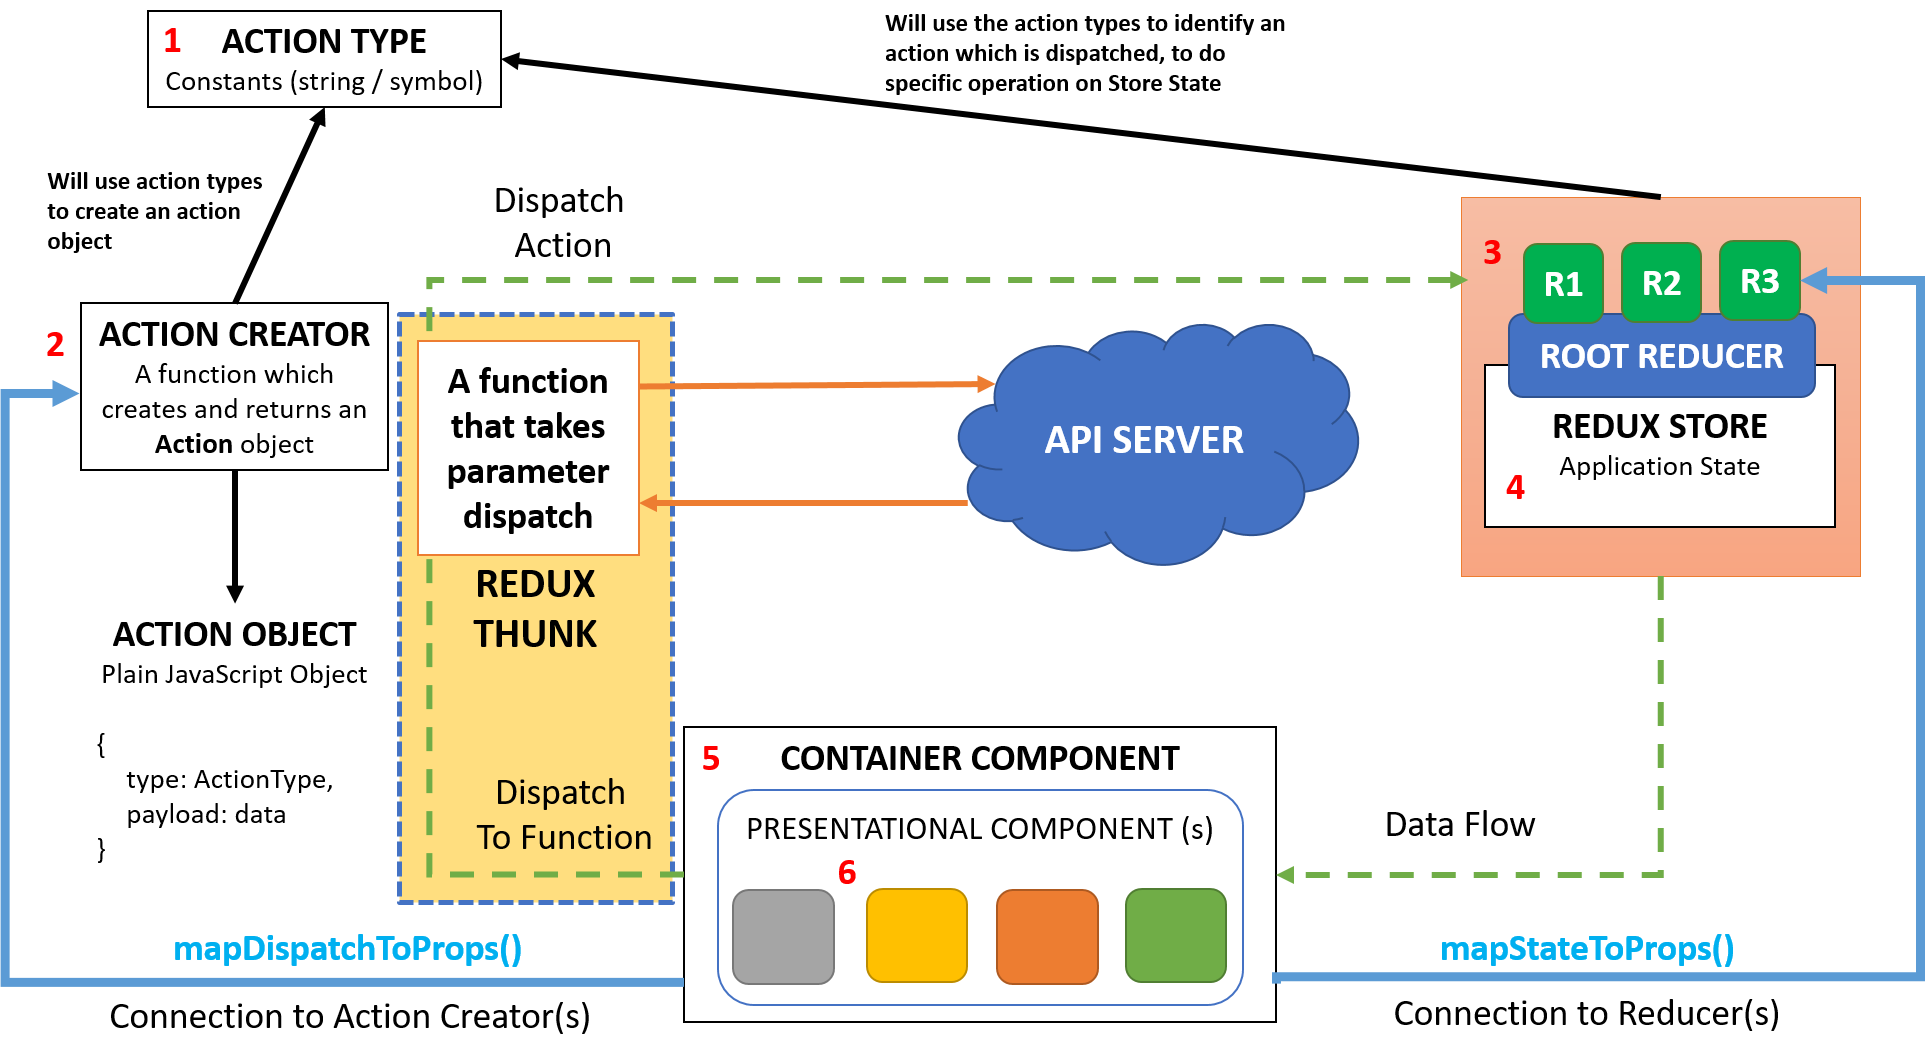 1 ACTION TYPE
Constants (string / symbol)
Will use the action types to identify an
action which is dispatched, to do
specific operation on Store State
Will use action types
to create an action
object
Dispatch
Action
2
ACTION CREATOR
A function which
creates and returns an
Action object
A function
that takes
parameter
dispatch
REDUX
THUNK
API SERVER
3
R1 R2 R3
ROOT REDUCER
REDUX STORE
Application State
4
ACTION OBJECT
Plain JavaScript Object
{
type: ActionType,
payload: data
}
Dispatch
To Function
5 CONTAINER COMPONENT
PRESENTATIONAL COMPONENT (s)
6
Data Flow
mapDispatchToProps()
Connection to Action Creator(s)
mapStateToProps()
Connection to Reducer(s)